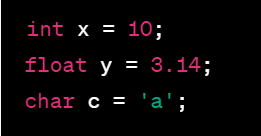 int x = 10;
float y = 3.14;
char c = 'a';